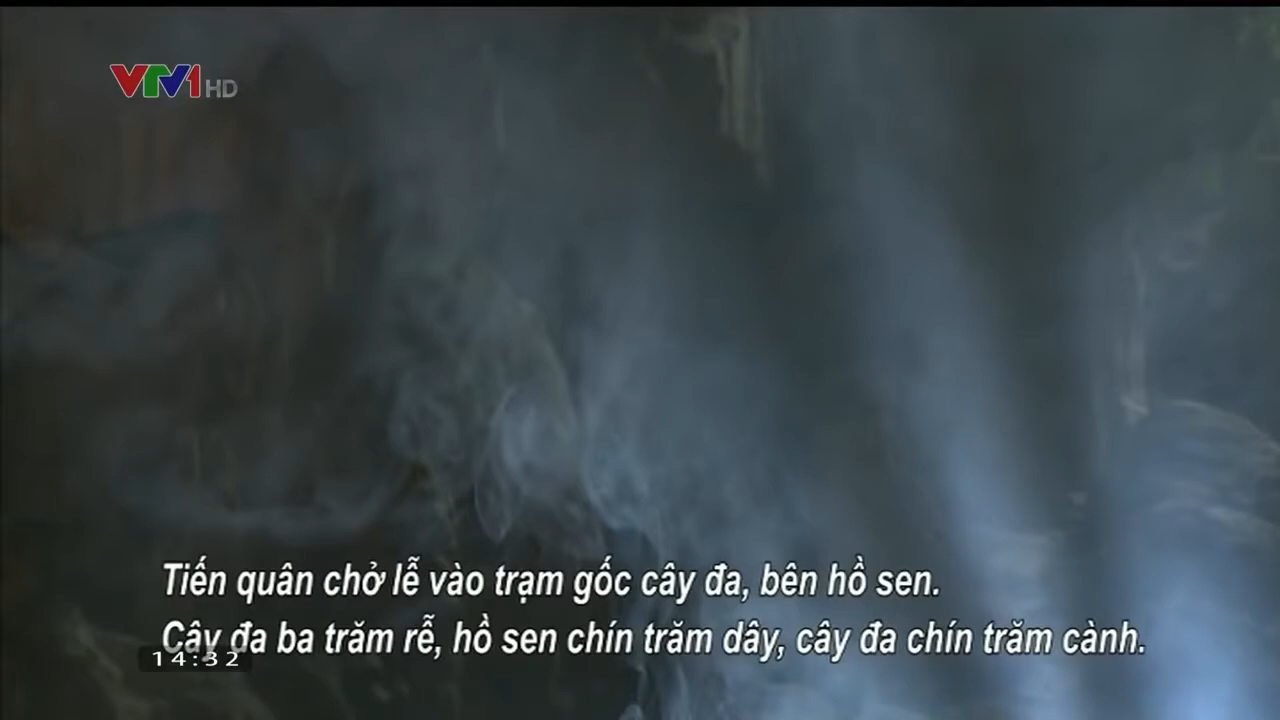 VTV1 HD
Tiến quân chở lễ vào trạm gốc cây đa, bên hồ sen.
Cây đa ba trăm rễ, hồ sen chín trăm dây, cây đa chín trăm cành.
14:32